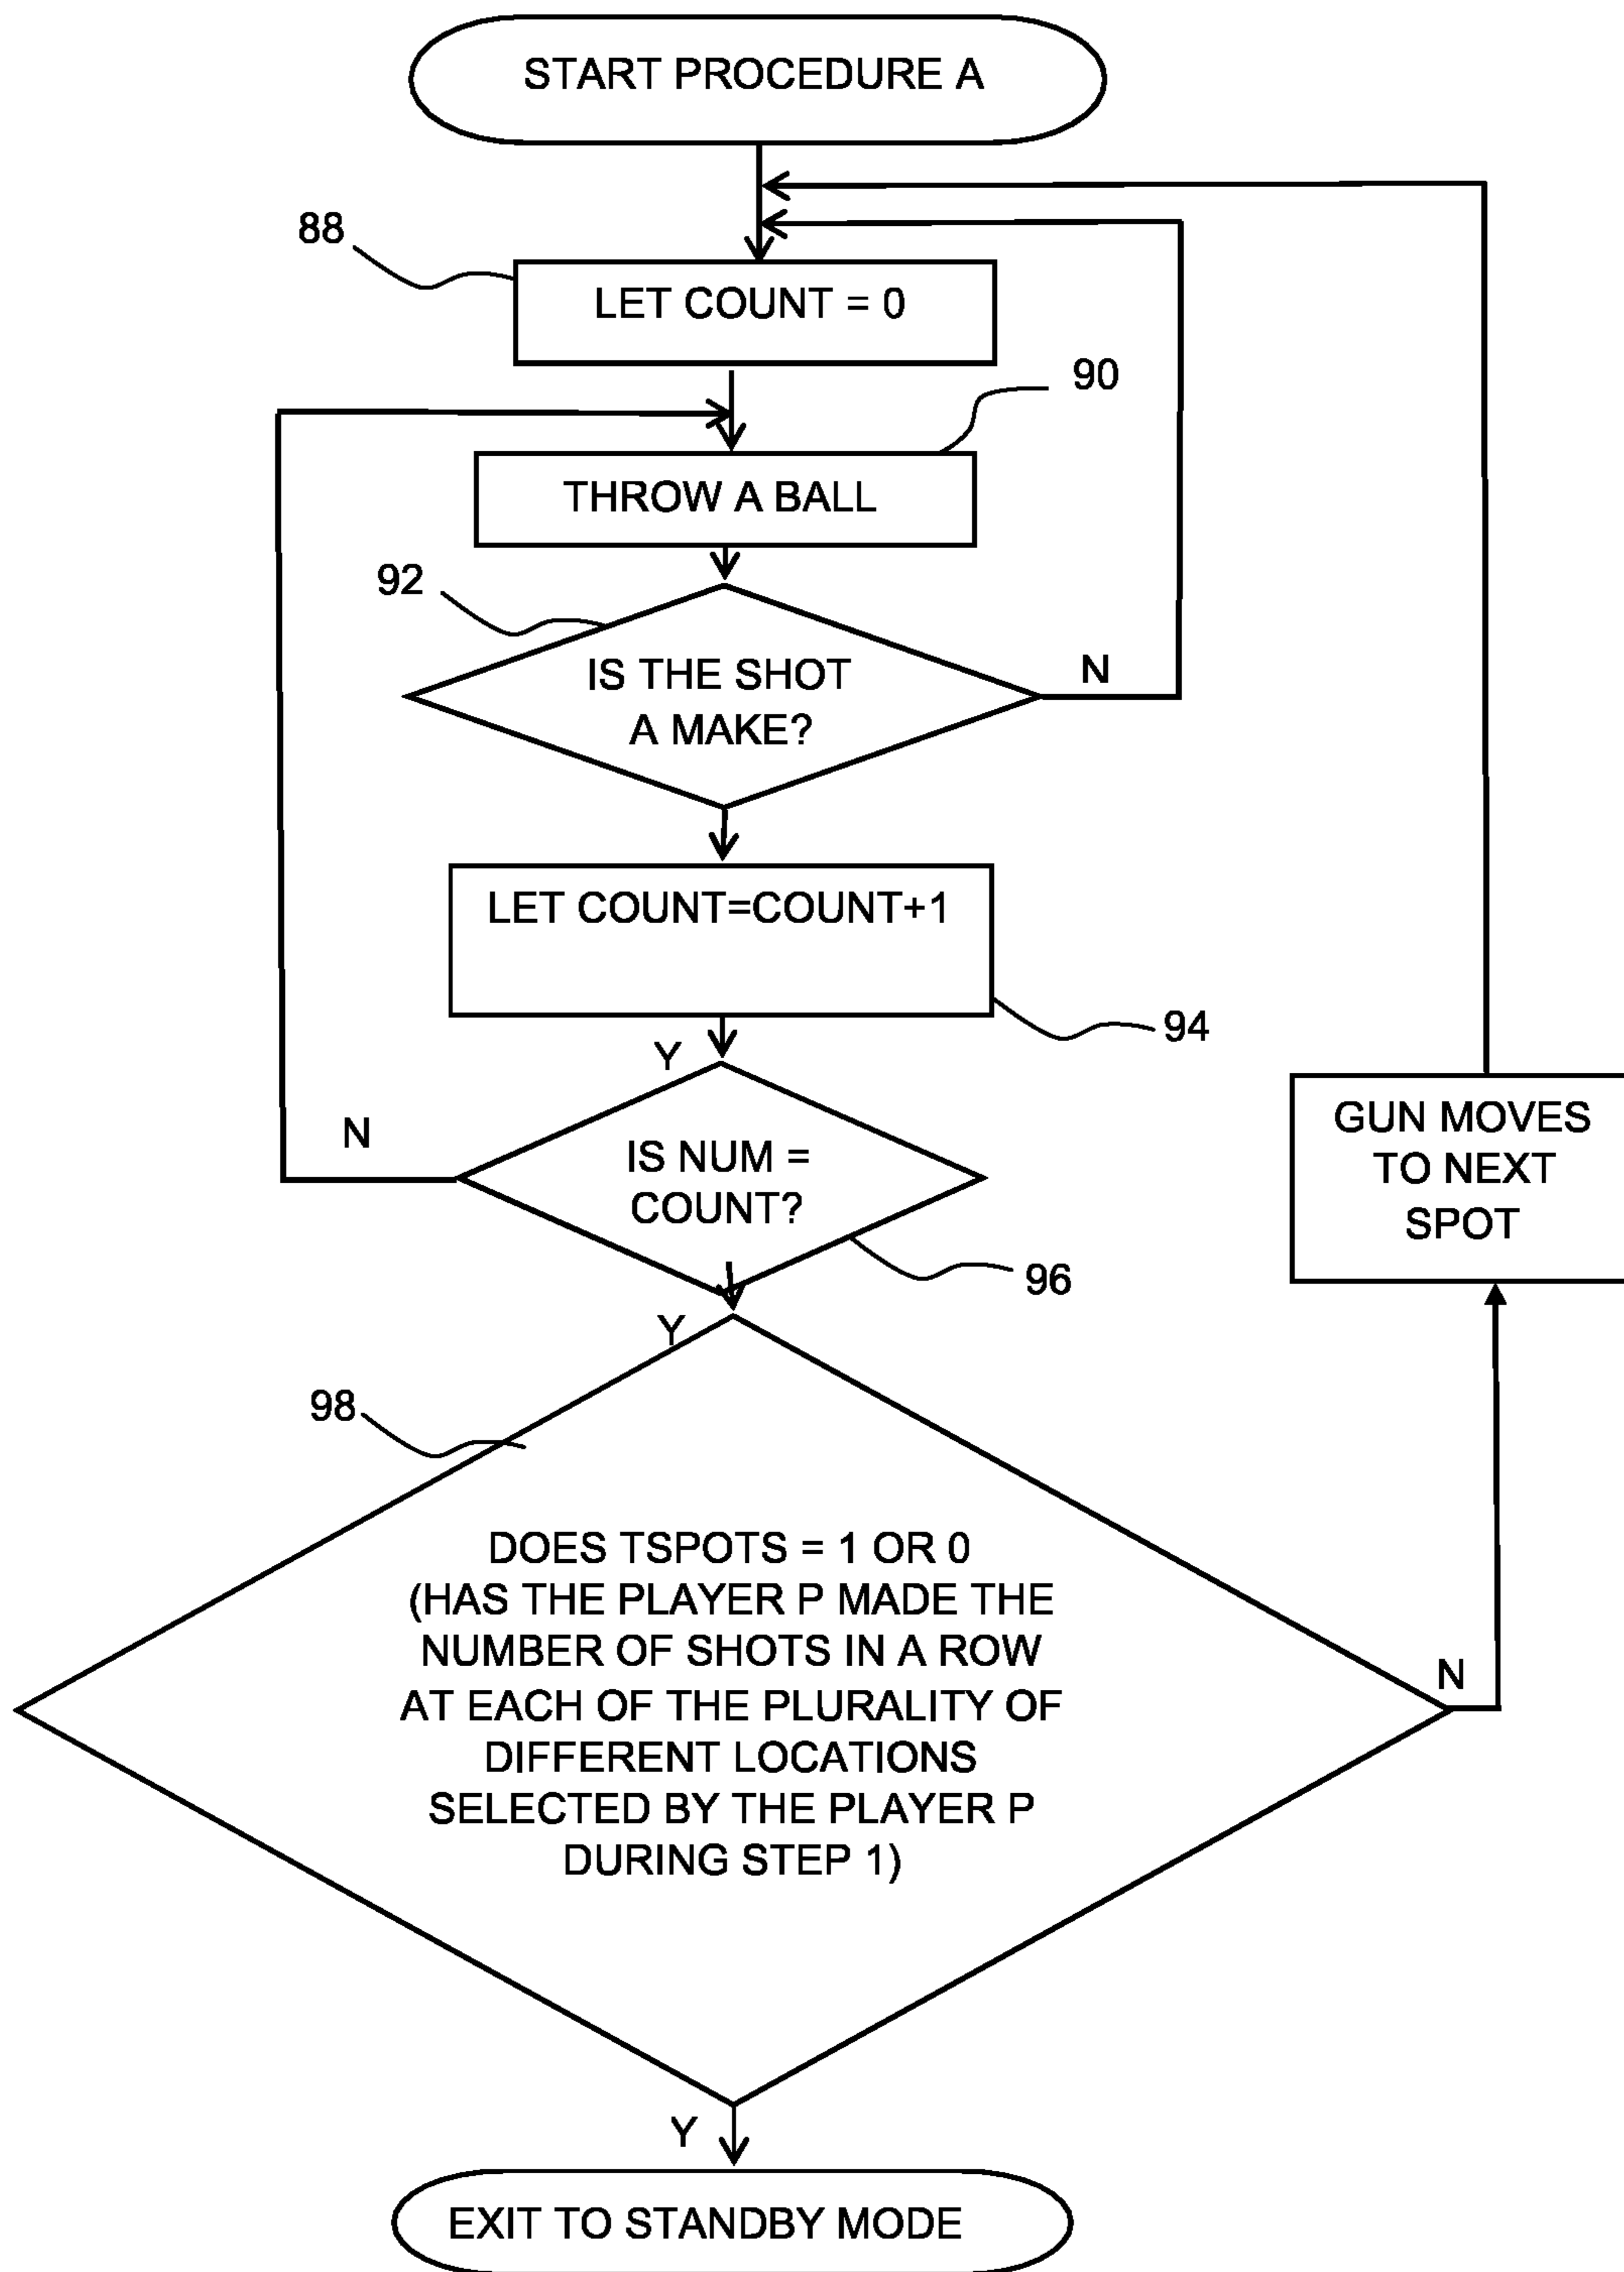 START PROCEDURE A
88
LET COUNT = 0
90
THROW A BALL
92
IS THE SHOT
A MAKE?
N
LET COUNT=COUNT+1
94
Y
N
IS NUM =
COUNT?
96
GUN MOVES
TO NEXT
SPOT
Y
98
DOES TSPOTS = 1 OR 0
(HAS THE PLAYER P MADE THE
NUMBER OF SHOTS IN A ROW
AT EACH OF THE PLURALITY OF
DIFFERENT LOCATIONS
SELECTED BY THE PLAYER P
DURING STEP 1)
N
Y
EXIT TO STANDBY MODE